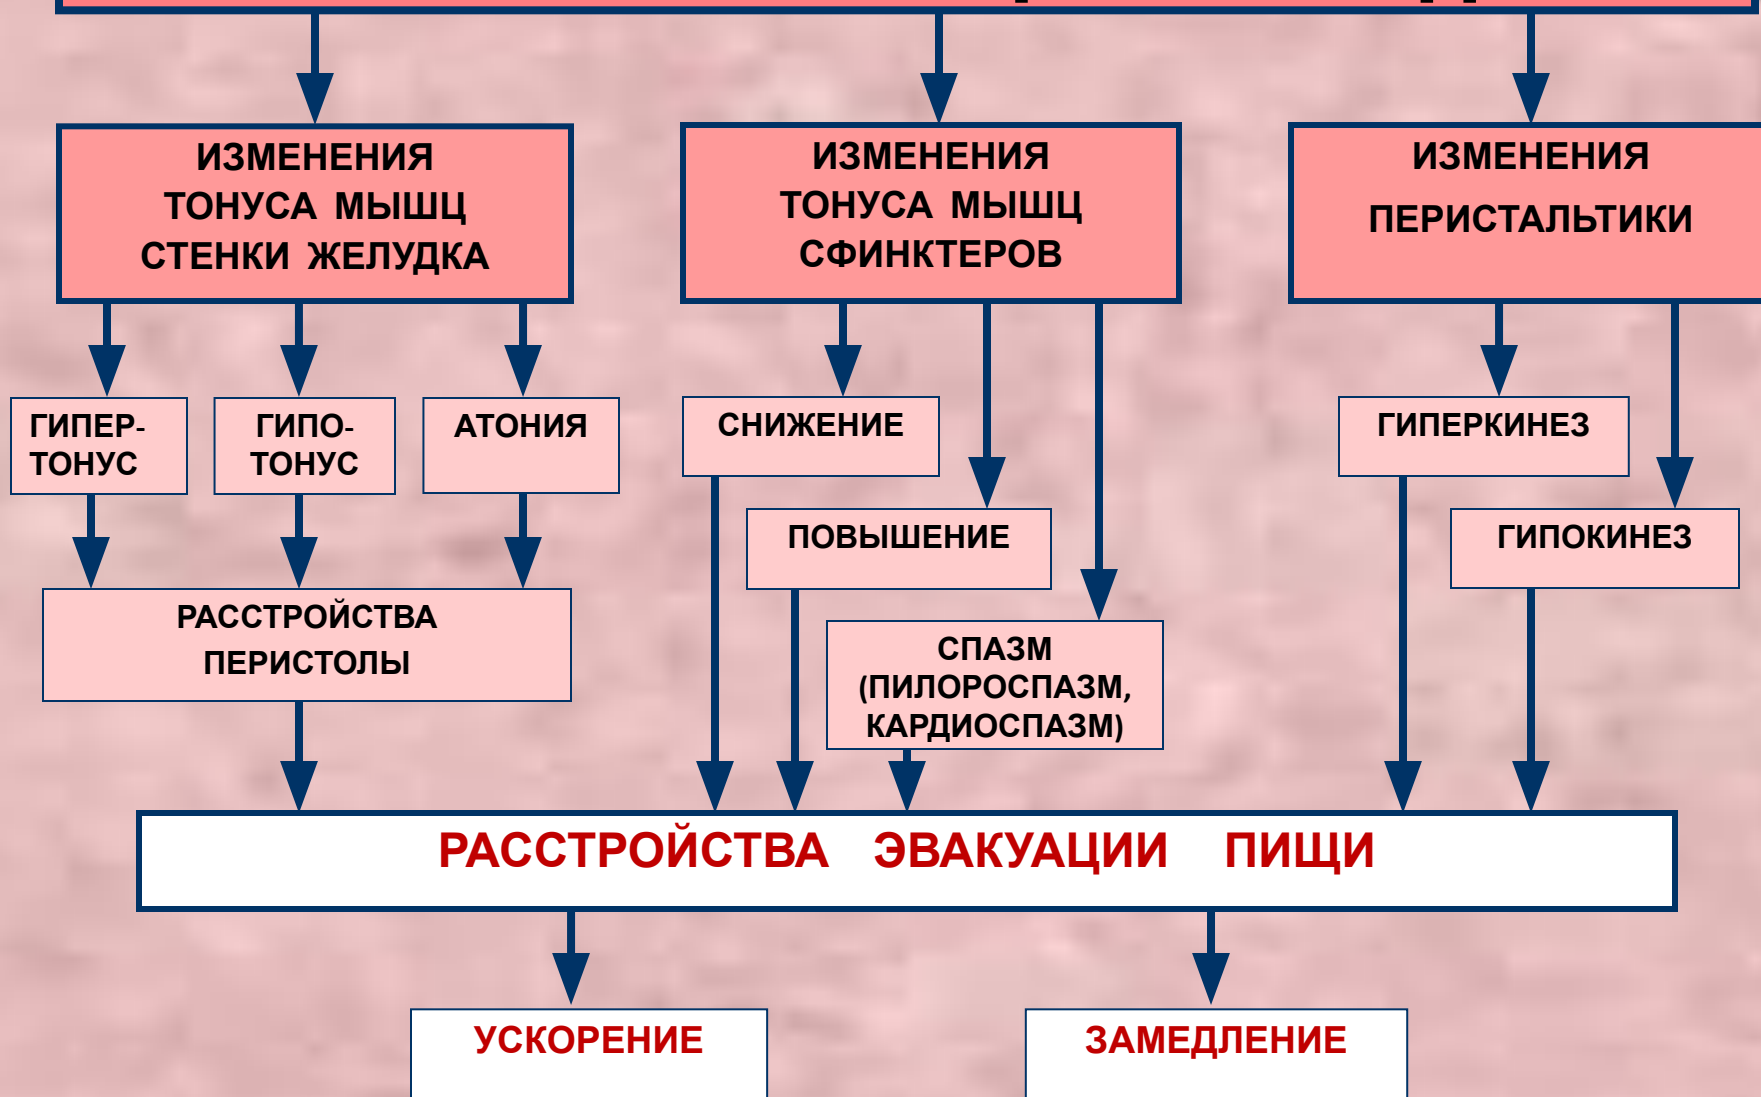 ИЗМЕНЕНИЯ
ТОНУСА МЫШЦ
СТЕНКИ ЖЕЛУДКА
ИЗМЕНЕНИЯ
ТОНУСА МЫШЦ
СФИНКТЕРОВ
ИЗМЕНЕНИЯ
ПЕРИСТАЛЬТИКИ
ГИПЕР-
ТОНУС
ГИПО-
ТОНУС
АТОНИЯ
СНИЖЕНИЕ
ГИПЕРКИНЕЗ
ПОВЫШЕНИЕ
ГИПОКИНЕЗ
РАССТРОЙСТВА
ПЕРИСТОЛЫ
СПАЗМ
(ПИЛОРОСПАЗМ,
КАРДИОСПАЗМ)
РАССТРОЙСТВА ЭВАКУАЦИИ ПИЩИ
УСКОРЕНИЕ
ЗАМЕДЛЕНИЕ